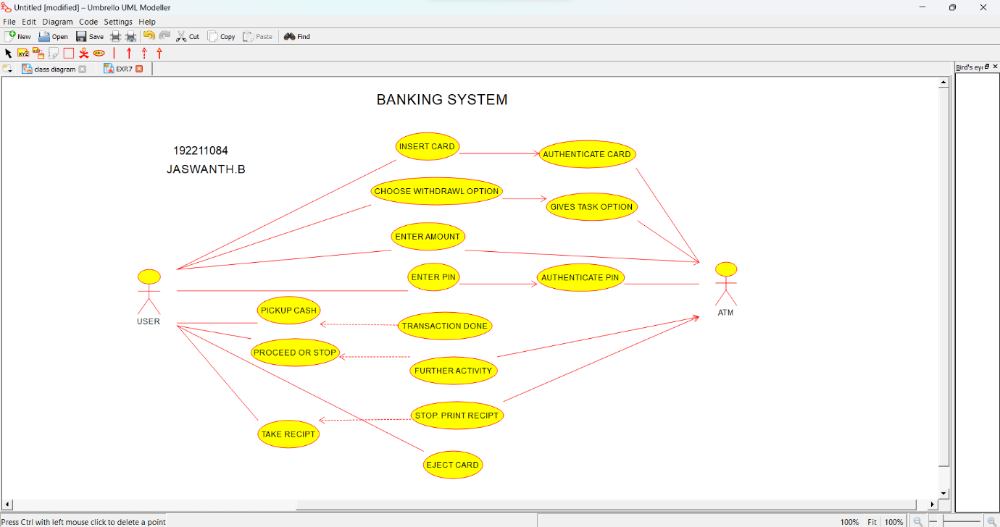 Untitled [modified] – Umbrello UML Modeller
File Edit Diagram Code Settings Help
New Open Save Cut Copy Paste Find
XYZ ABC
class diagram EXP.7
Bird's eye
BANKING SYSTEM
192211084
JASWANTH.B
INSERT CARD
AUTHENTICATE CARD
CHOOSE WITHDRAWL OPTION
GIVES TASK OPTION
ENTER AMOUNT
ENTER PIN
AUTHENTICATE PIN
USER
ATM
PICKUP CASH
TRANSACTION DONE
PROCEED OR STOP
FURTHER ACTIVITY
STOP. PRINT RECIPT
TAKE RECIPT
EJECT CARD
Press Ctrl with left mouse click to delete a point
100% Fit 100%